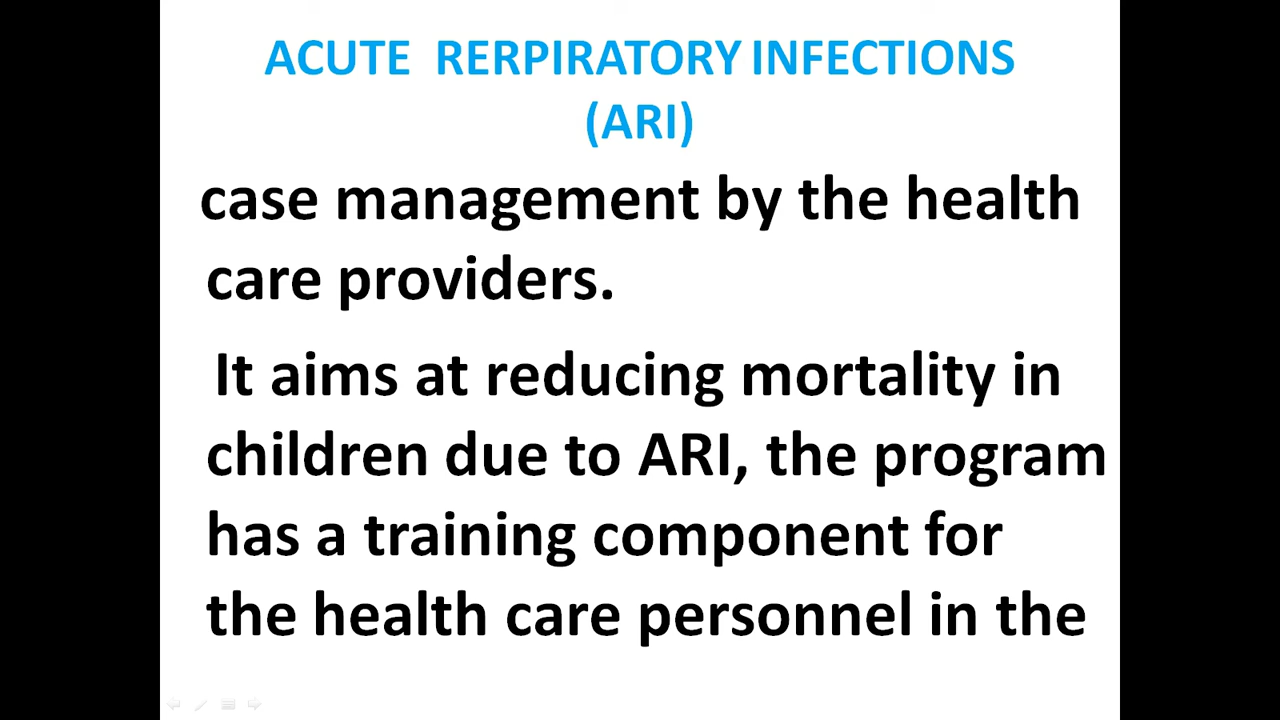 ACUTE  RERPIRATORY INFECTIONS
(ARI)
case management by the health
care providers.
It aims at reducing mortality in
children due to ARI, the program
has a training component for
the health care personnel in the